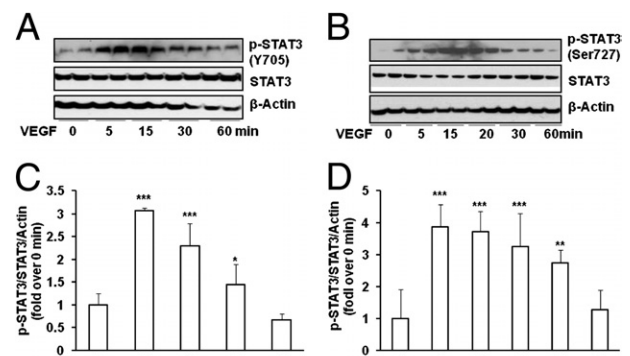 A
p-STAT3
(Y705)
STAT3
β-Actin
VEGF 0 5 15 30 60 min
B
p-STAT3
(Ser727)
STAT3
β-Actin
VEGF 0 5 15 20 30 60min
C
p-STAT3/STAT3/Actin
(fold over 0 min)
3.5
3
2.5
2
1.5
1
0.5
0
***
***
*
D
p-STAT3/STAT3/Actin
(fodl over 0 min)
5
4
3
2
1
0
***
***
***
**